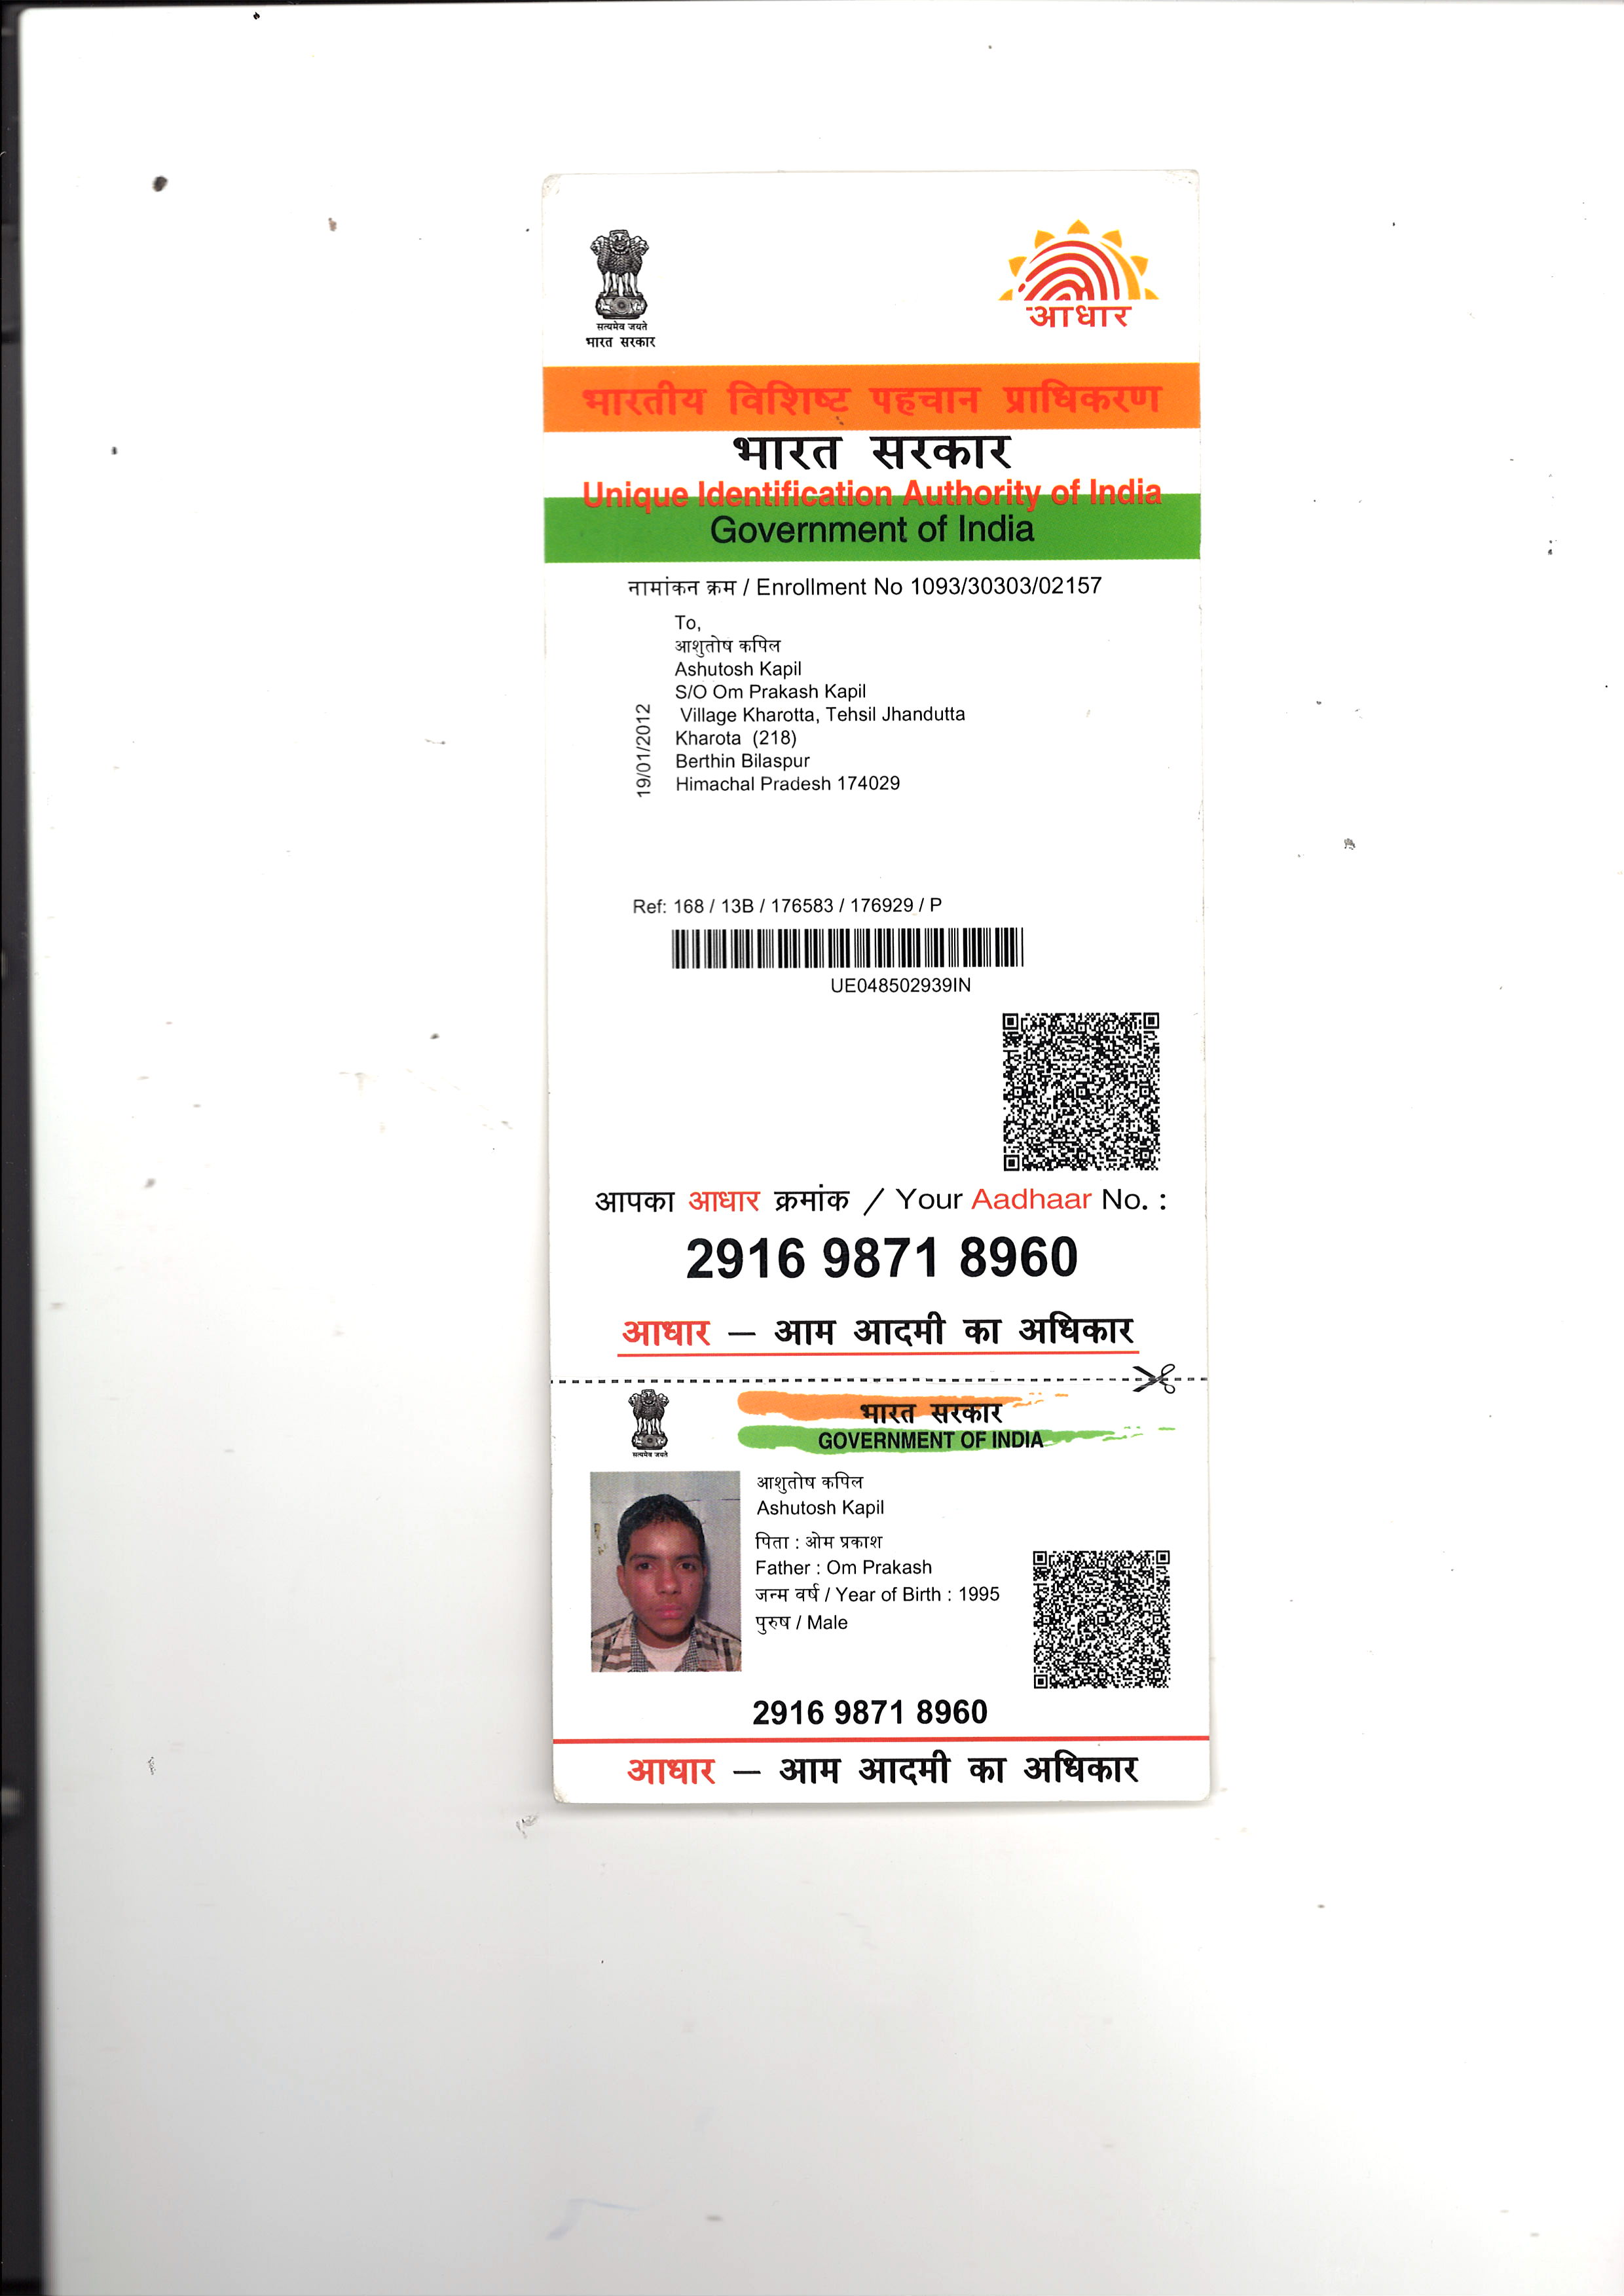 सत्यमेव जयते
भारत सरकार
आधार
भारतीय विशिष्ट पहचान प्राधिकरण
भारत सरकार
Unique Identification Authority of India
Government of India
नामांकन क्रम / Enrollment No 1093/30303/02157
To,
आशुतोष कपिल
Ashutosh Kapil
S/O Om Prakash Kapil
Village Kharotta, Tehsil Jhandutta
Kharota (218)
Berthin Bilaspur
Himachal Pradesh 174029
19/01/2012
Ref: 168 / 13B / 176583 / 176929 / P
UE048502939IN
आपका आधार क्रमांक / Your Aadhaar No. :
2916 9871 8960
आधार – आम आदमी का अधिकार
सत्यमेव जयते
भारत सरकार
GOVERNMENT OF INDIA
आशुतोष कपिल
Ashutosh Kapil
पिता : ओम प्रकाश
Father : Om Prakash
जन्म वर्ष / Year of Birth : 1995
पुरुष / Male
2916 9871 8960
आधार – आम आदमी का अधिकार